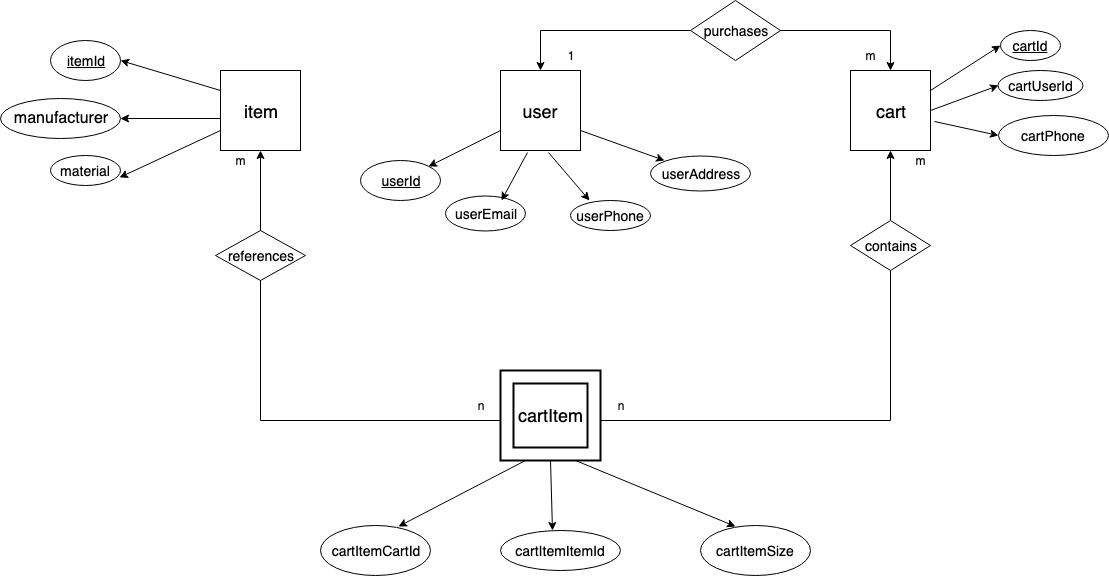 purchases
itemId
cartId
1
m
cartUserId
item
user
cart
manufacturer
cartPhone
m
m
material
userId
userAddress
userEmail
userPhone
contains
references
n
n
cartItem
cartItemCartId
cartItemItemId
cartItemSize